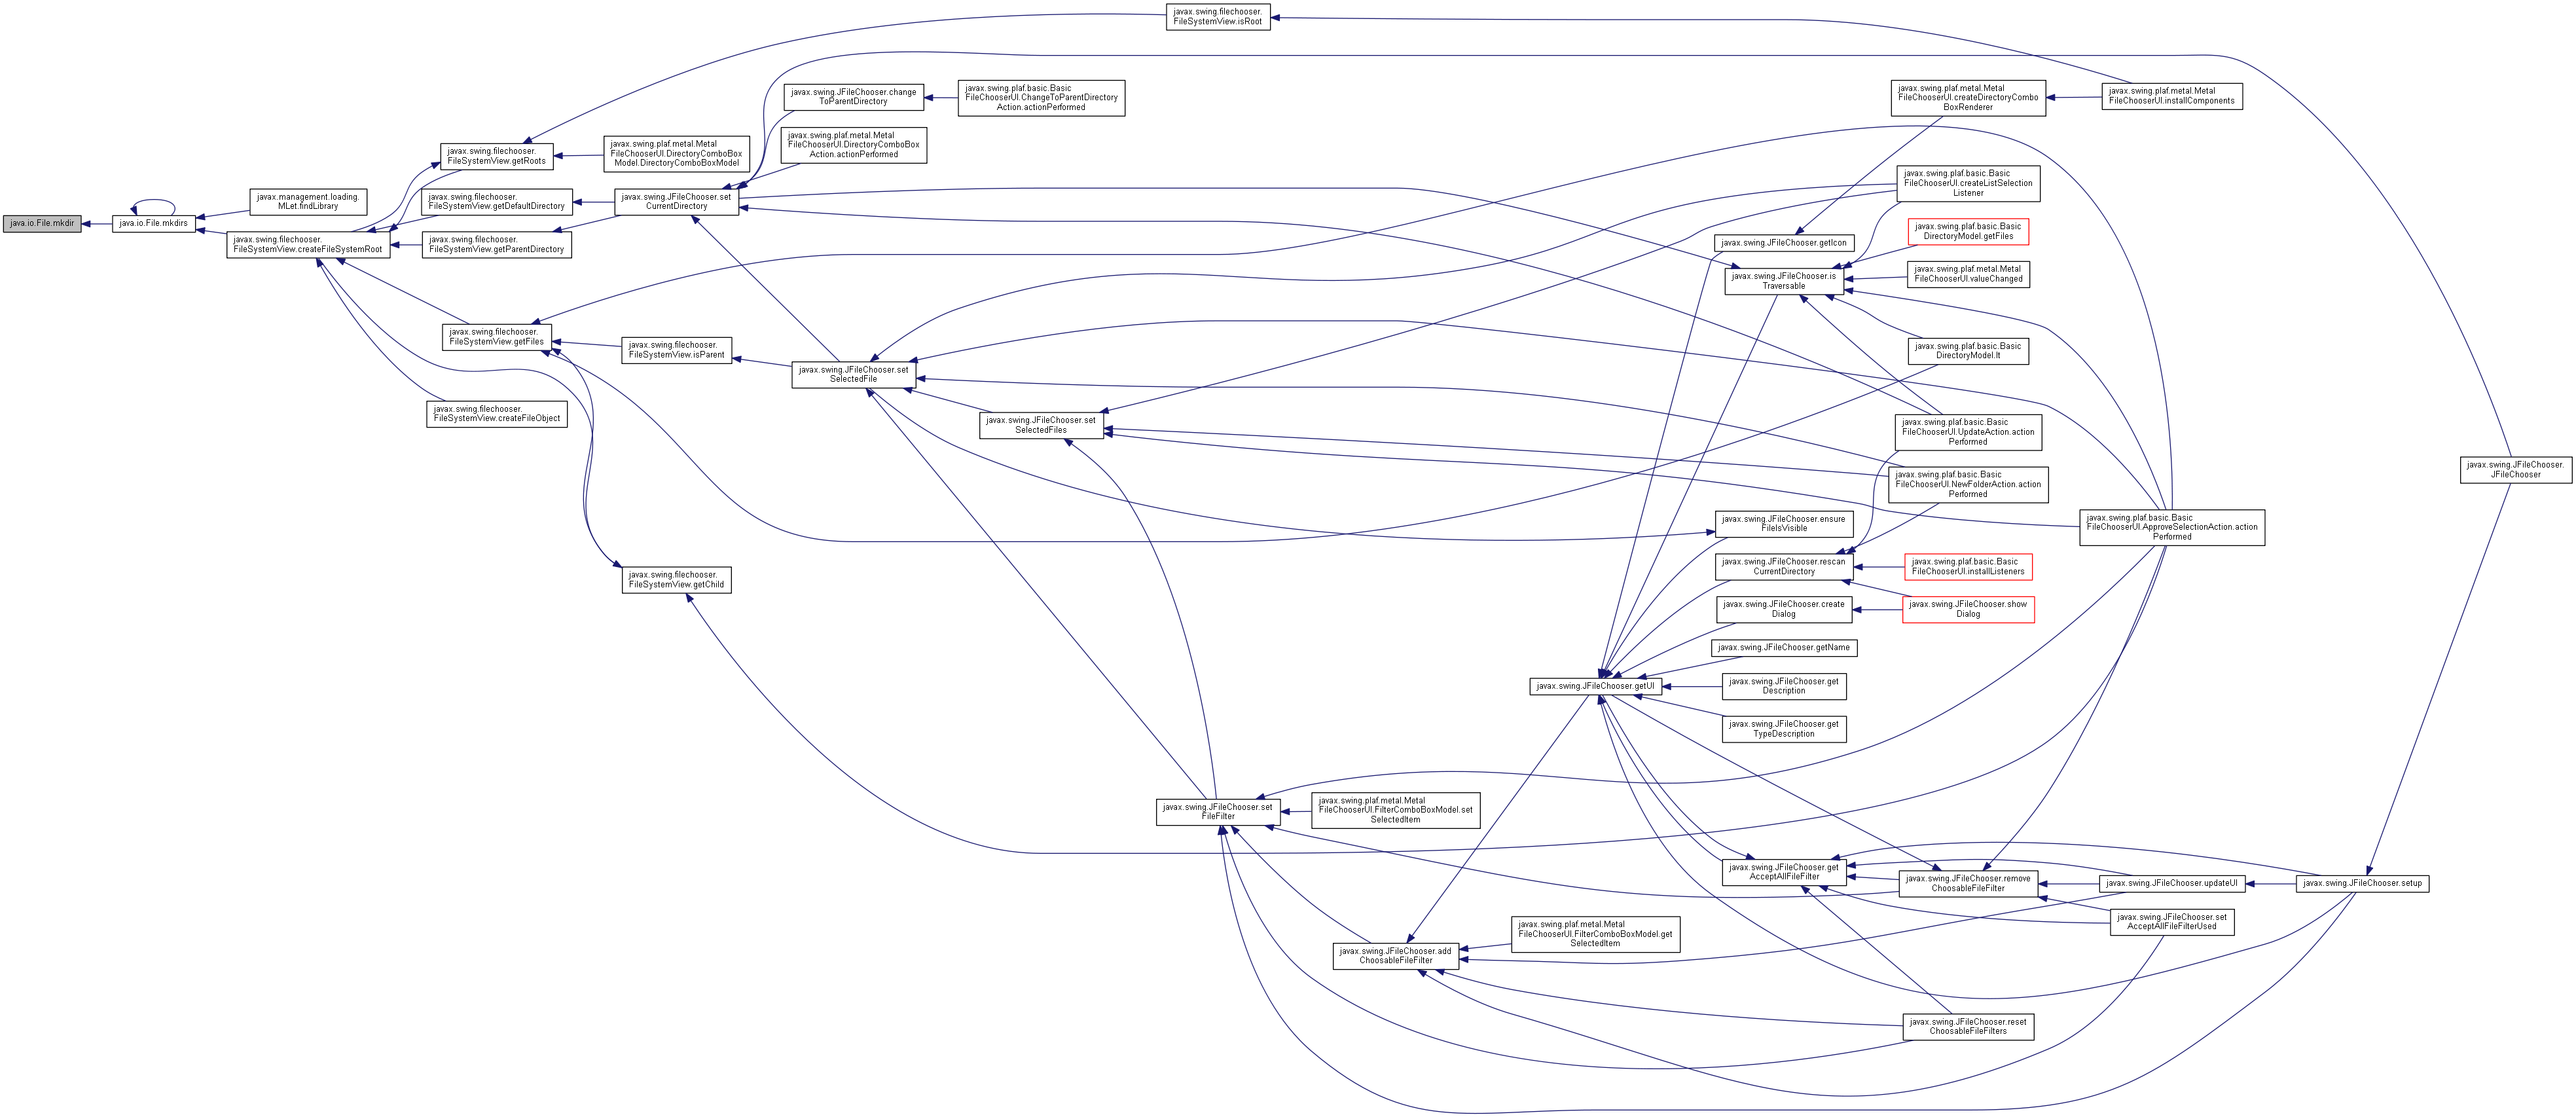 javax.swing.filechooser.
FileSystemView.isRoot
javax.swing.JFileChooser.change
ToParentDirectory
javax.swing.plaf.basic.Basic
FileChooserUI.ChangeToParentDirectory
Action.actionPerformed
javax.swing.plaf.metal.Metal
FileChooserUI.createDirectoryCombo
BoxRenderer
javax.swing.plaf.metal.Metal
FileChooserUI.installComponents
javax.swing.filechooser.
FileSystemView.getRoots
javax.swing.plaf.metal.Metal
FileChooserUI.DirectoryComboBox
Model.DirectoryComboBoxModel
javax.swing.plaf.metal.Metal
FileChooserUI.DirectoryComboBox
Action.actionPerformed
javax.swing.plaf.basic.Basic
FileChooserUI.createListSelection
Listener
java.io.File.mkdir
java.io.File.mkdirs
javax.management.loading.
MLet.findLibrary
javax.swing.filechooser.
FileSystemView.createFileSystemRoot
javax.swing.filechooser.
FileSystemView.getDefaultDirectory
javax.swing.filechooser.
FileSystemView.getParentDirectory
javax.swing.JFileChooser.set
CurrentDirectory
javax.swing.JFileChooser.getIcon
javax.swing.plaf.basic.Basic
DirectoryModel.getFiles
javax.swing.JFileChooser.is
Traversable
javax.swing.plaf.metal.Metal
FileChooserUI.valueChanged
javax.swing.filechooser.
FileSystemView.getFiles
javax.swing.filechooser.
FileSystemView.isParent
javax.swing.JFileChooser.set
SelectedFile
javax.swing.plaf.basic.Basic
DirectoryModel.lt
javax.swing.filechooser.
FileSystemView.createFileObject
javax.swing.JFileChooser.set
SelectedFiles
javax.swing.plaf.basic.Basic
FileChooserUI.UpdateAction.action
Performed
javax.swing.plaf.basic.Basic
FileChooserUI.NewFolderAction.action
Performed
javax.swing.JFileChooser.
JFileChooser
javax.swing.JFileChooser.ensure
FileIsVisible
javax.swing.plaf.basic.Basic
FileChooserUI.ApproveSelectionAction.action
Performed
javax.swing.filechooser.
FileSystemView.getChild
javax.swing.JFileChooser.rescan
CurrentDirectory
javax.swing.plaf.basic.Basic
FileChooserUI.installListeners
javax.swing.JFileChooser.create
Dialog
javax.swing.JFileChooser.show
Dialog
javax.swing.JFileChooser.getName
javax.swing.JFileChooser.getUI
javax.swing.JFileChooser.get
Description
javax.swing.JFileChooser.get
TypeDescription
javax.swing.JFileChooser.set
FileFilter
javax.swing.plaf.metal.Metal
FileChooserUI.FilterComboBoxModel.set
SelectedItem
javax.swing.JFileChooser.get
AcceptAllFileFilter
javax.swing.JFileChooser.remove
ChoosableFileFilter
javax.swing.JFileChooser.updateUI
javax.swing.JFileChooser.setup
javax.swing.JFileChooser.set
AcceptAllFileFilterUsed
javax.swing.JFileChooser.add
ChoosableFileFilter
javax.swing.plaf.metal.Metal
FileChooserUI.FilterComboBoxModel.get
SelectedItem
javax.swing.JFileChooser.reset
ChoosableFileFilters